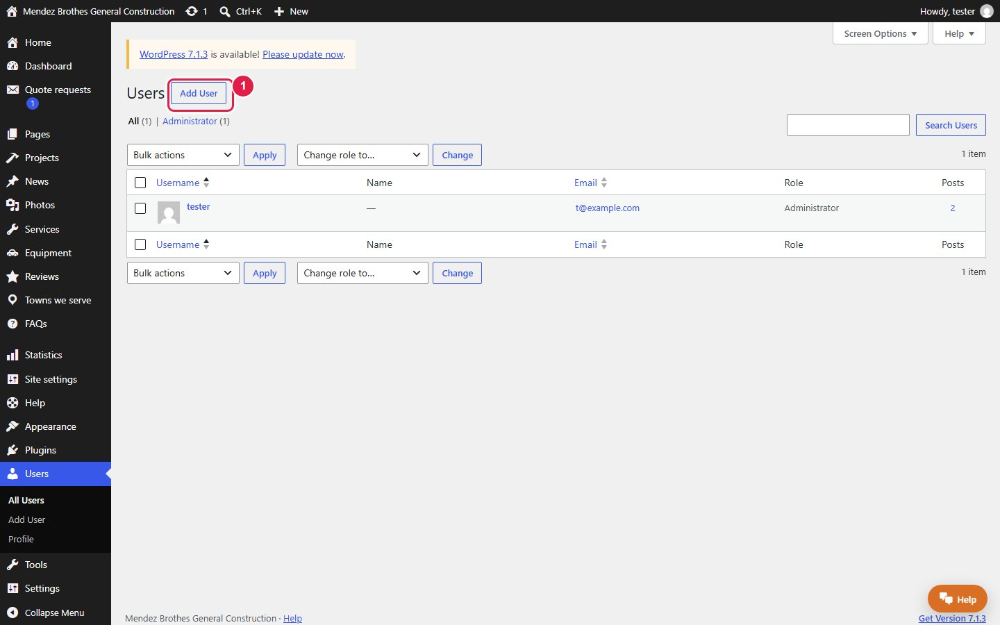 Mendez Brothes General Construction 1 Ctrl+K New Howdy, tester
Screen Options Help
Home
Dashboard
Quote requests
1
Pages
Projects
News
Photos
Services
Equipment
Reviews
Towns we serve
FAQs
Statistics
Site settings
Help
Appearance
Plugins
Users
All Users
Add User
Profile
Tools
Settings
Collapse Menu
WordPress 7.1.3 is available! Please update now.
Users Add User 1
All (1) | Administrator (1)
Search Users
Bulk actions Apply Change role to... Change 1 item
Username Name Email Role Posts
tester — t@example.com Administrator 2
Username Name Email Role Posts
Bulk actions Apply Change role to... Change 1 item
Help
Mendez Brothes General Construction · Help Get Version 7.1.3